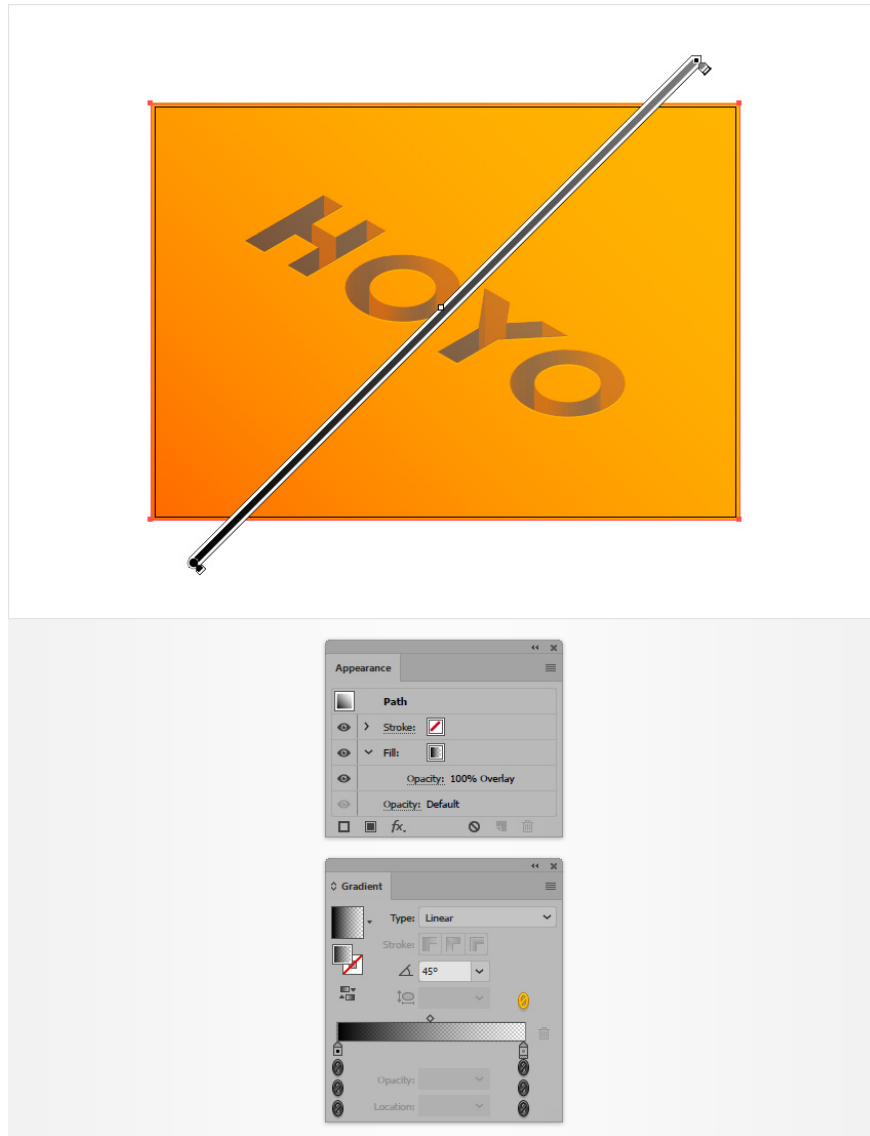 HOYO
Appearance
Path
Stroke:
Fill:
Opacity: 100% Overlay
Opacity: Default
fx.
Gradient
Type: Linear
Stroke:
45°
Opacity:
Location: